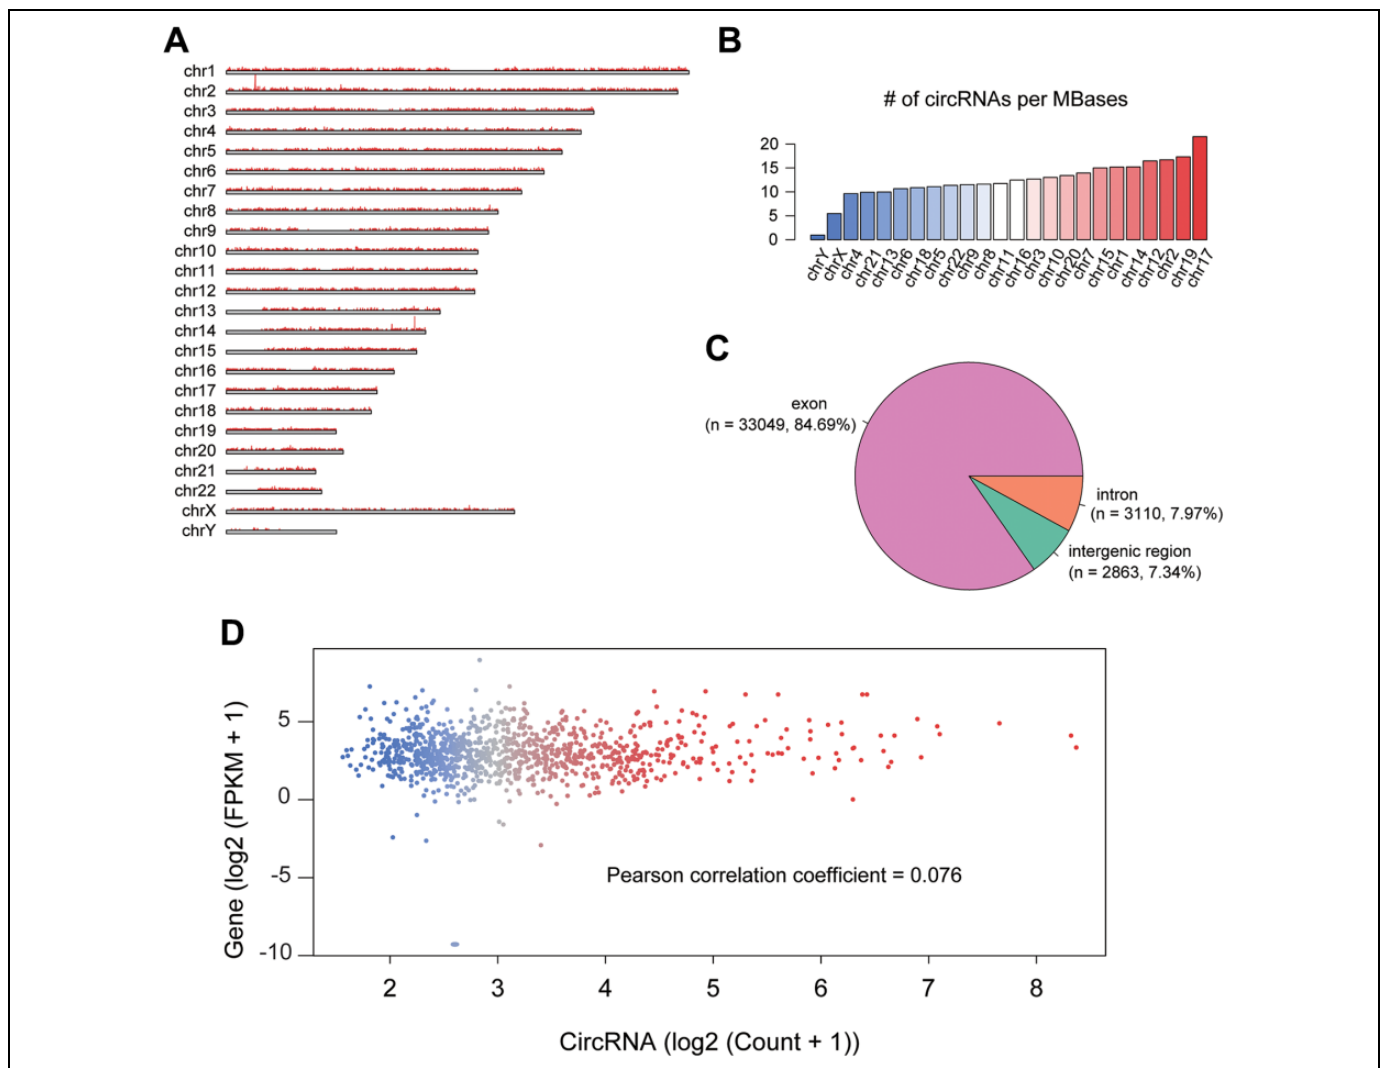 A
chr1
chr2
chr3
chr4
chr5
chr6
chr7
chr8
chr9
chr10
chr11
chr12
chr13
chr14
chr15
chr16
chr17
chr18
chr19
chr20
chr21
chr22
chrX
chrY
B
# of circRNAs per MBases
20
15
10
5
0
chrY
chrX
chr4
chr21
chr13
chr6
chr18
chr5
chr22
chr9
chr8
chr11
chr16
chr3
chr10
chr20
chr7
chr15
chr1
chr14
chr12
chr2
chr19
chr17
C
exon
(n = 33049, 84.69%)
intron
(n = 3110, 7.97%)
intergenic region
(n = 2863, 7.34%)
D
Gene (log2 (FPKM + 1))
5
0
-5
-10
Pearson correlation coefficient = 0.076
2
3
4
5
6
7
8
CircRNA (log2 (Count + 1))